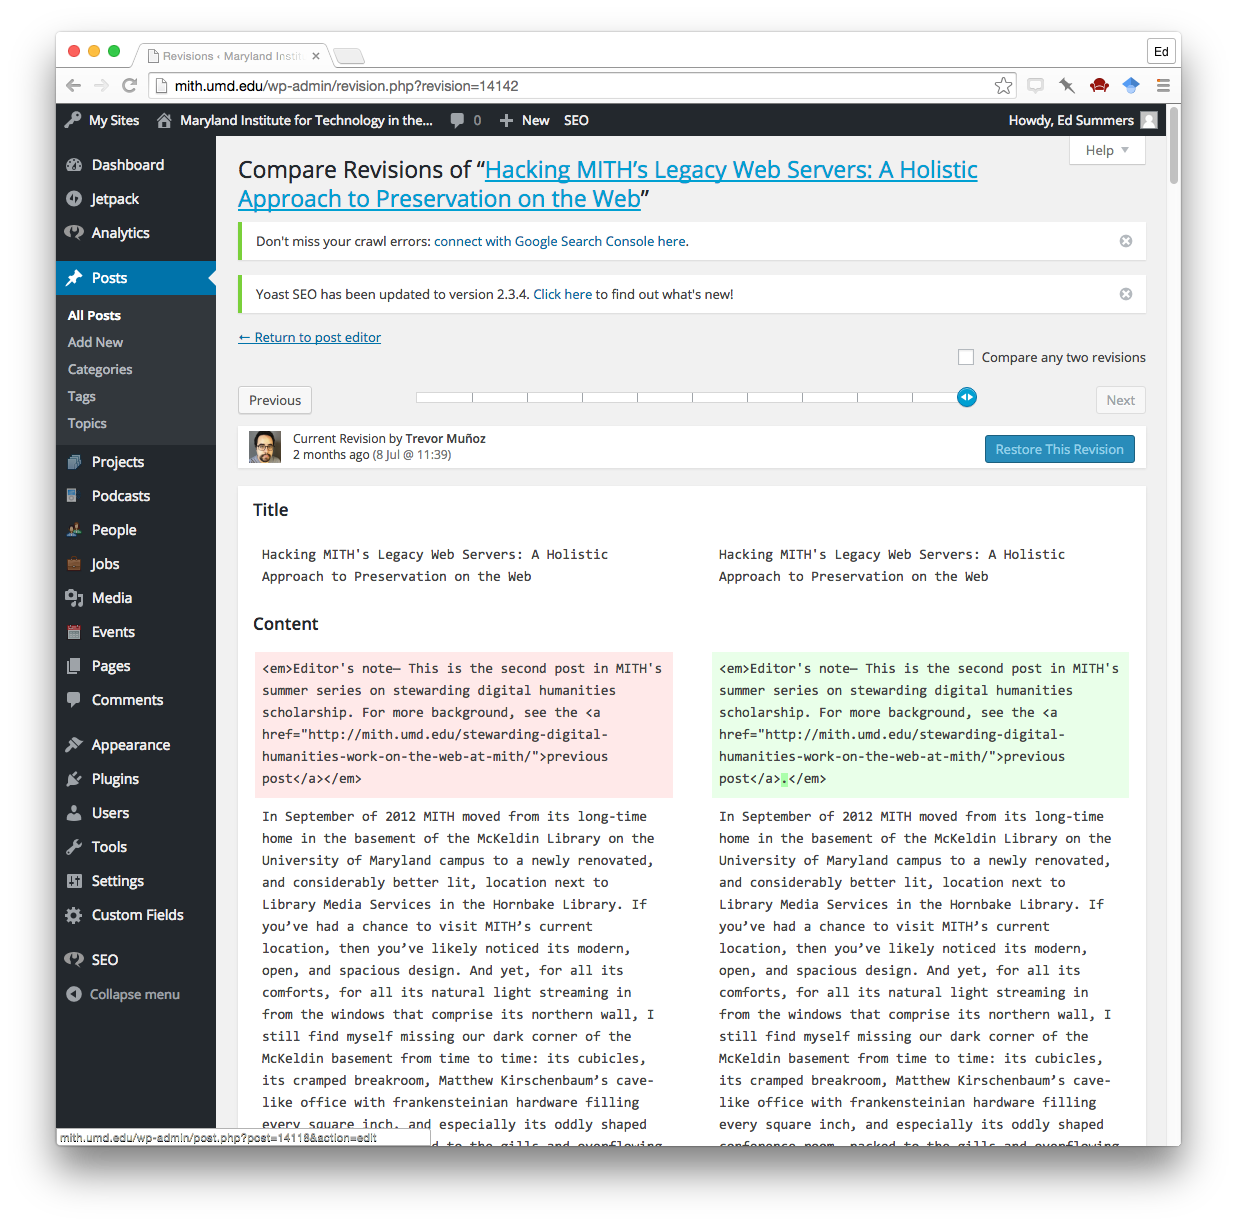 Revisions ‹ Maryland Instit
Ed
mith.umd.edu/wp-admin/revision.php?revision=14142
My Sites
Maryland Institute for Technology in the...
0
New
SEO
Howdy, Ed Summers
Help
Dashboard
Jetpack
Analytics
Posts
All Posts
Add New
Categories
Tags
Topics
Projects
Podcasts
People
Jobs
Media
Events
Pages
Comments
Appearance
Plugins
Users
Tools
Settings
Custom Fields
SEO
Collapse menu
Compare Revisions of “Hacking MITH’s Legacy Web Servers: A Holistic
Approach to Preservation on the Web”
Don't miss your crawl errors: connect with Google Search Console here.
Yoast SEO has been updated to version 2.3.4. Click here to find out what's new!
← Return to post editor
Compare any two revisions
Previous
Next
Current Revision by Trevor Muñoz
2 months ago (8 Jul @ 11:39)
Restore This Revision
Title
Hacking MITH's Legacy Web Servers: A Holistic
Approach to Preservation on the Web
Hacking MITH's Legacy Web Servers: A Holistic
Approach to Preservation on the Web
Content
<em>Editor's note— This is the second post in MITH's
summer series on stewarding digital humanities
scholarship. For more background, see the <a
href="http://mith.umd.edu/stewarding-digital-
humanities-work-on-the-web-at-mith/">previous
post</a></em>
<em>Editor's note— This is the second post in MITH's
summer series on stewarding digital humanities
scholarship. For more background, see the <a
href="http://mith.umd.edu/stewarding-digital-
humanities-work-on-the-web-at-mith/">previous
post</a>.</em>
In September of 2012 MITH moved from its long-time
home in the basement of the McKeldin Library on the
University of Maryland campus to a newly renovated,
and considerably better lit, location next to
Library Media Services in the Hornbake Library. If
you’ve had a chance to visit MITH’s current
location, then you’ve likely noticed its modern,
open, and spacious design. And yet, for all its
comforts, for all its natural light streaming in
from the windows that comprise its northern wall, I
still find myself missing our dark corner of the
McKeldin basement from time to time: its cubicles,
its cramped breakroom, Matthew Kirschenbaum’s cave-
like office with frankensteinian hardware filling
every square inch, and especially its oddly shaped
d to the gills and overflowing
In September of 2012 MITH moved from its long-time
home in the basement of the McKeldin Library on the
University of Maryland campus to a newly renovated,
and considerably better lit, location next to
Library Media Services in the Hornbake Library. If
you’ve had a chance to visit MITH’s current
location, then you’ve likely noticed its modern,
open, and spacious design. And yet, for all its
comforts, for all its natural light streaming in
from the windows that comprise its northern wall, I
still find myself missing our dark corner of the
McKeldin basement from time to time: its cubicles,
its cramped breakroom, Matthew Kirschenbaum’s cave-
like office with frankensteinian hardware filling
every square inch, and especially its oddly shaped
conference room, packed to the gills and overflowing
mith.umd.edu/wp-admin/post.php?post=14118&action=edit